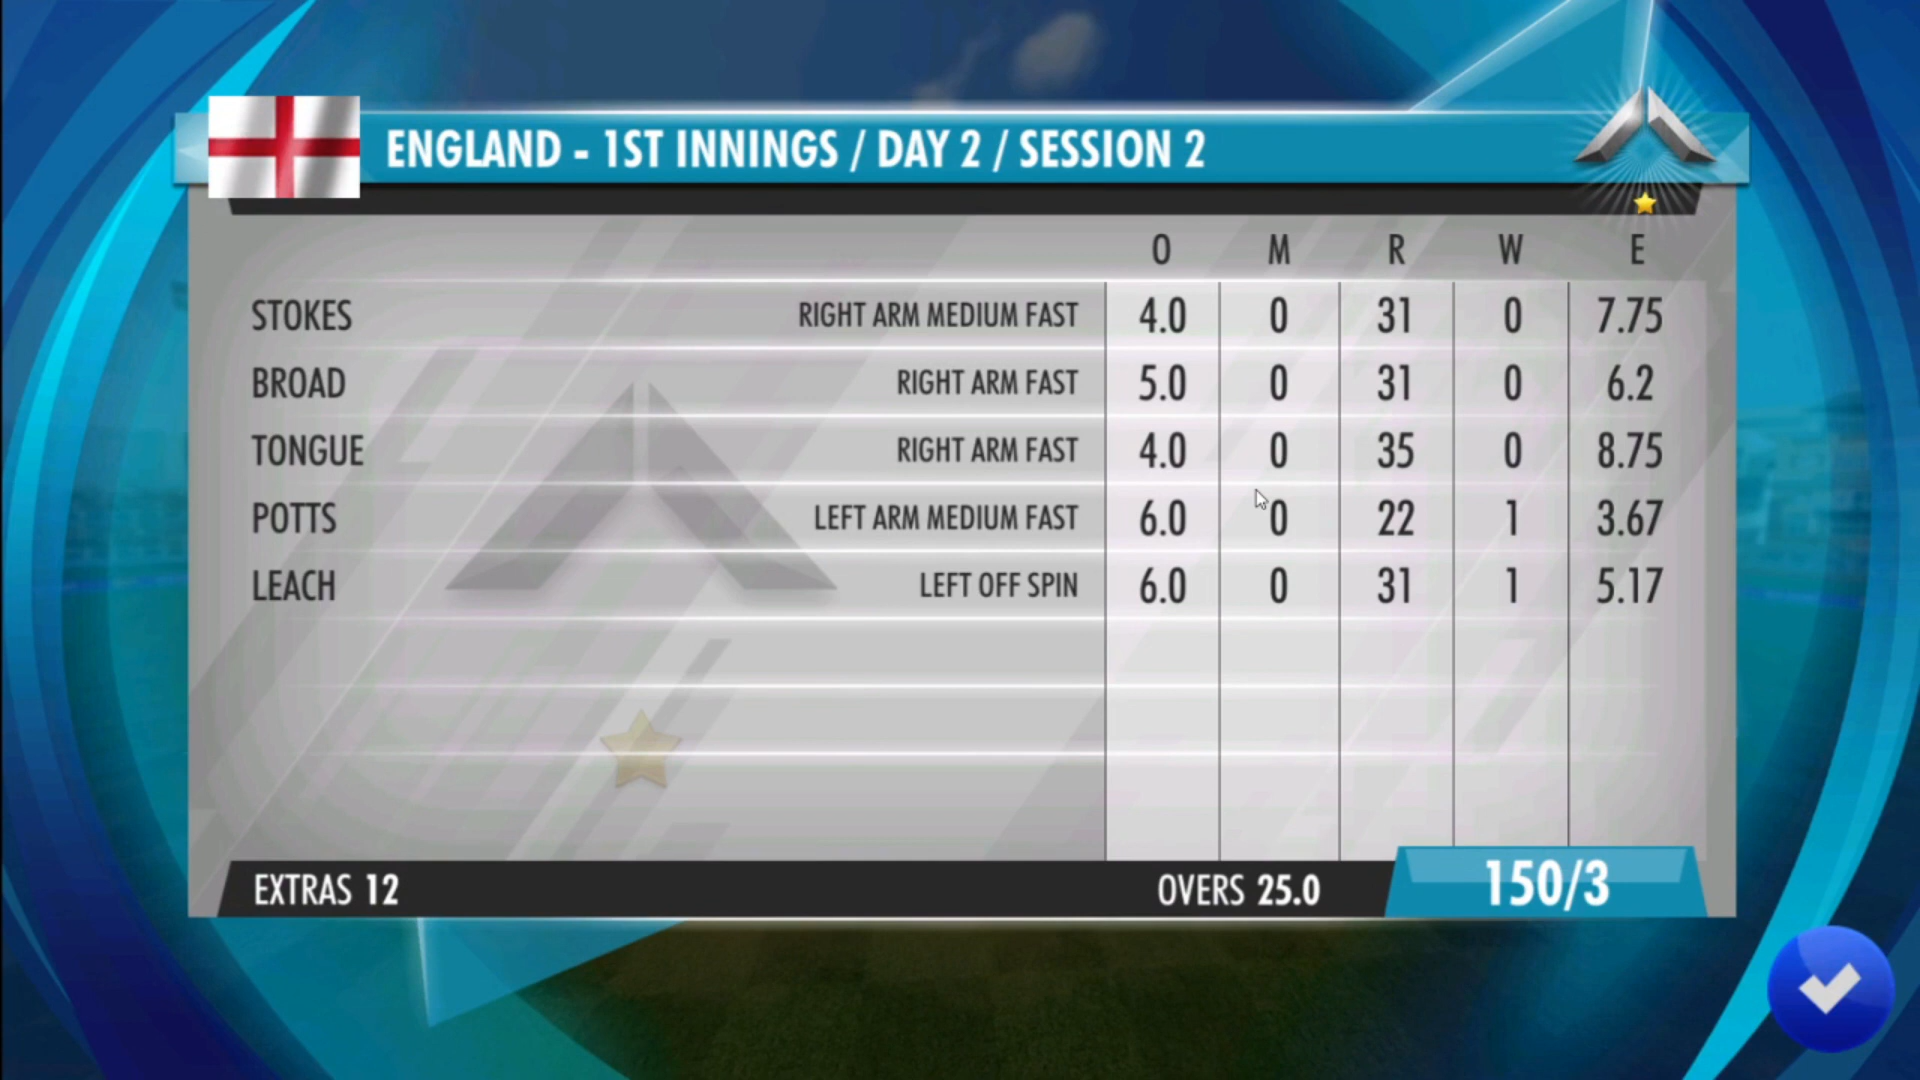 ENGLAND - 1ST INNINGS / DAY 2 / SESSION 2
O M R W E
STOKES RIGHT ARM MEDIUM FAST 4.0 0 31 0 7.75
BROAD RIGHT ARM FAST 5.0 0 31 0 6.2
TONGUE RIGHT ARM FAST 4.0 0 35 0 8.75
POTTS LEFT ARM MEDIUM FAST 6.0 0 22 1 3.67
LEACH LEFT OFF SPIN 6.0 0 31 1 5.17
EXTRAS 12 OVERS 25.0 150/3